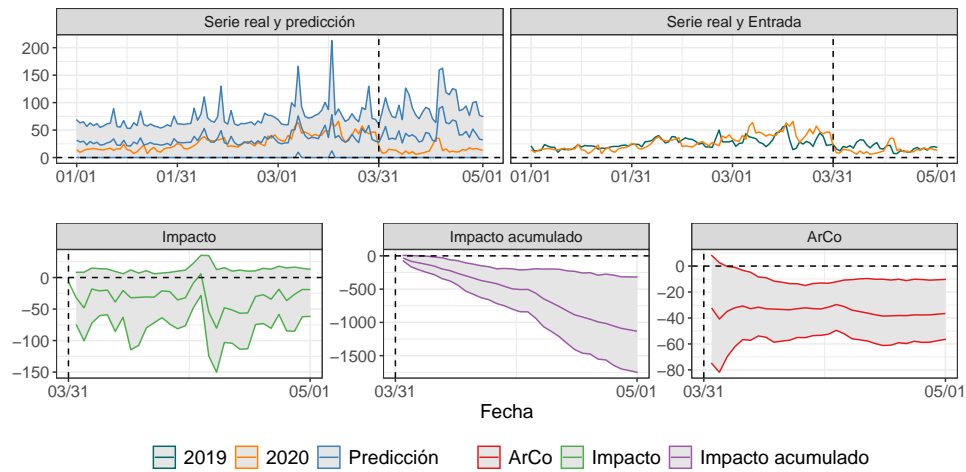 Serie real y predicción
Serie real y Entrada
200
150
100
50
0
01/01 01/31 03/01 03/31 05/01
01/01 01/31 03/01 03/31 05/01
Impacto
Impacto acumulado
ArCo
0
−50
−100
−150
03/31 05/01
0
−500
−1000
−1500
03/31 05/01
0
−20
−40
−60
−80
03/31 05/01
Fecha
2019 2020 Predicción ArCo Impacto Impacto acumulado